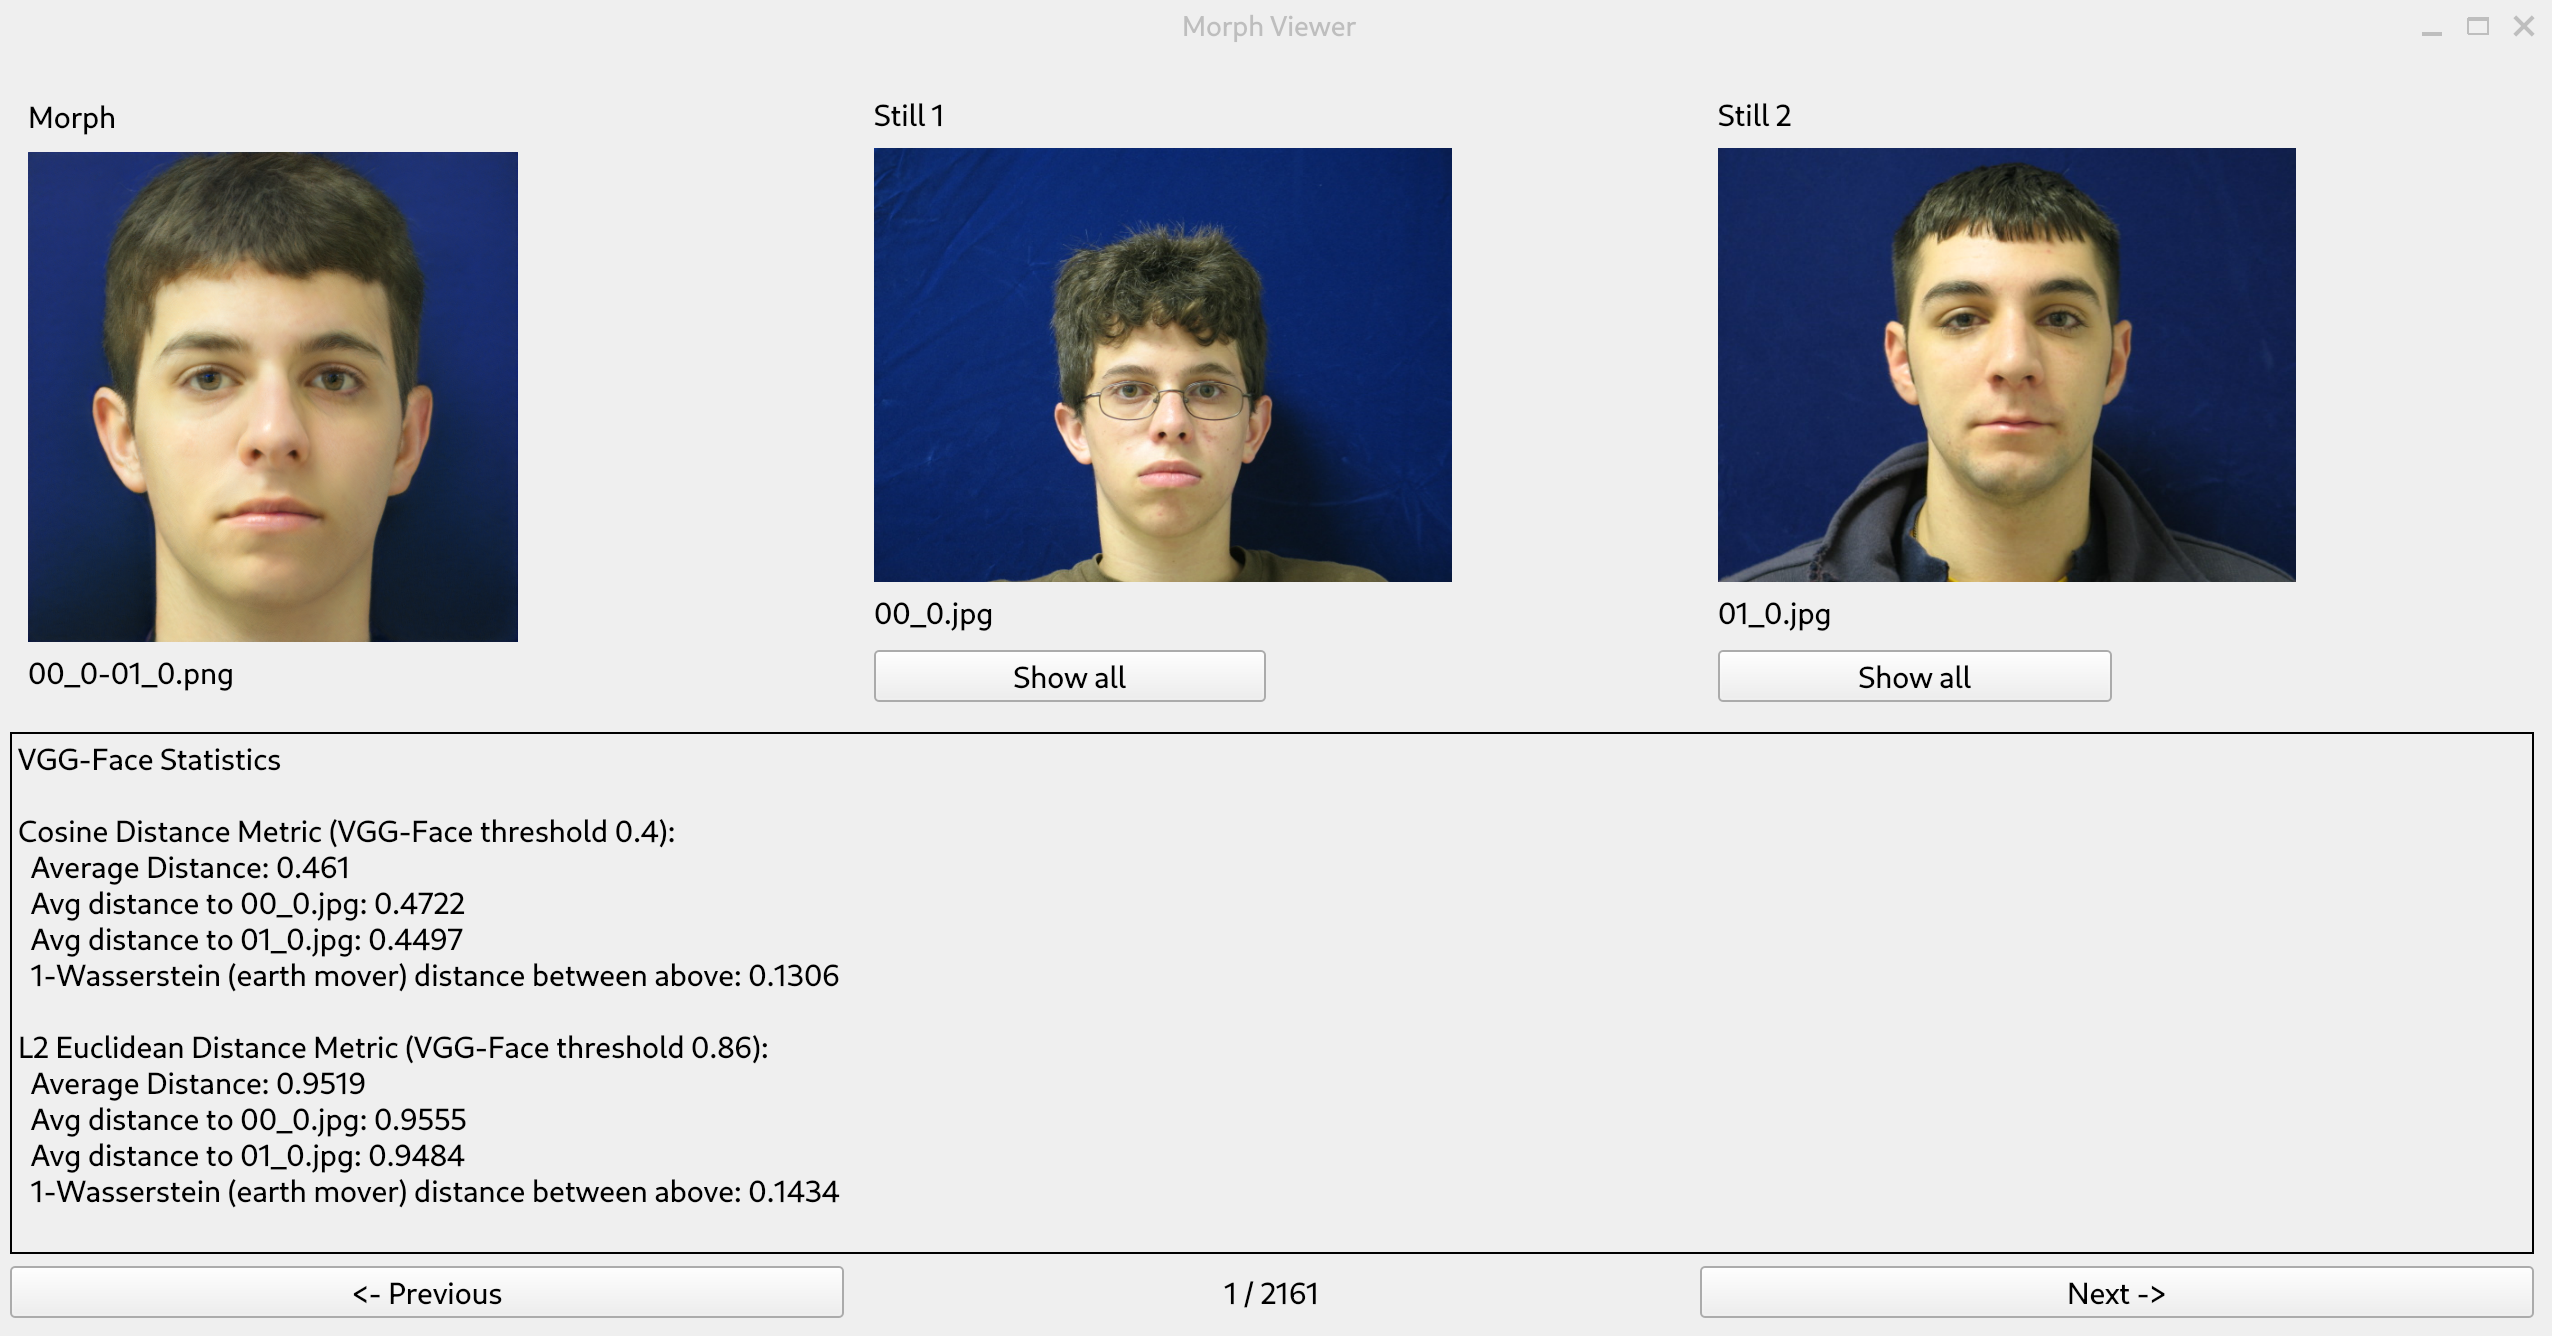 Morph Viewer
Morph
Still 1
Still 2
00_0-01_0.png
00_0.jpg
01_0.jpg
Show all
Show all
VGG-Face Statistics
Cosine Distance Metric (VGG-Face threshold 0.4):
Average Distance: 0.461
Avg distance to 00_0.jpg: 0.4722
Avg distance to 01_0.jpg: 0.4497
1-Wasserstein (earth mover) distance between above: 0.1306
L2 Euclidean Distance Metric (VGG-Face threshold 0.86):
Average Distance: 0.9519
Avg distance to 00_0.jpg: 0.9555
Avg distance to 01_0.jpg: 0.9484
1-Wasserstein (earth mover) distance between above: 0.1434
<- Previous
1 / 2161
Next ->